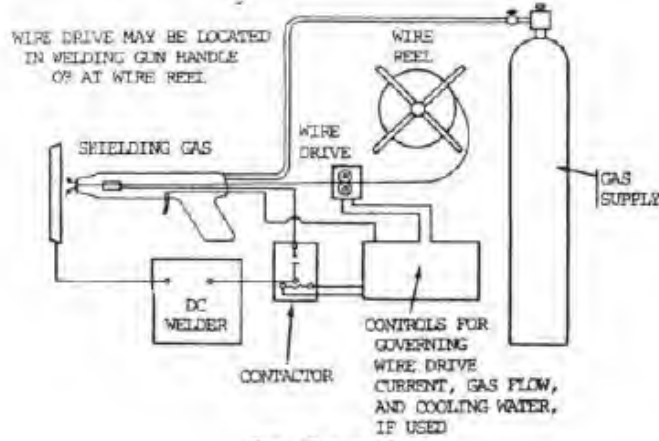 WIRE DRIVE MAY BE LOCATED
IN WELDING GUN HANDLE
OR AT WIRE REEL
WIRE
REEL
SHIELDING GAS
WIRE
DRIVE
GAS
SUPPLY
DC
WELDER
CONTACTOR
CONTROLS FOR
GOVERNING
WIRE DRIVE
CURRENT, GAS FLOW,
AND COOLING WATER,
IF USED